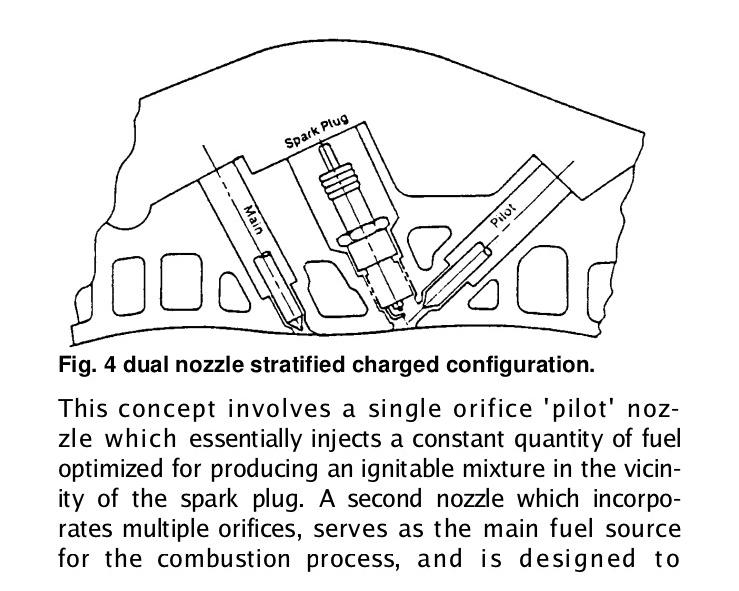 Spark Plug
Main
Pilot
Fig. 4 dual nozzle stratified charged configuration.
This concept involves a single orifice 'pilot' noz-
zle which essentially injects a constant quantity of fuel
optimized for producing an ignitable mixture in the vicin-
ity of the spark plug. A second nozzle which incorpo-
rates multiple orifices, serves as the main fuel source
for the combustion process, and is designed to